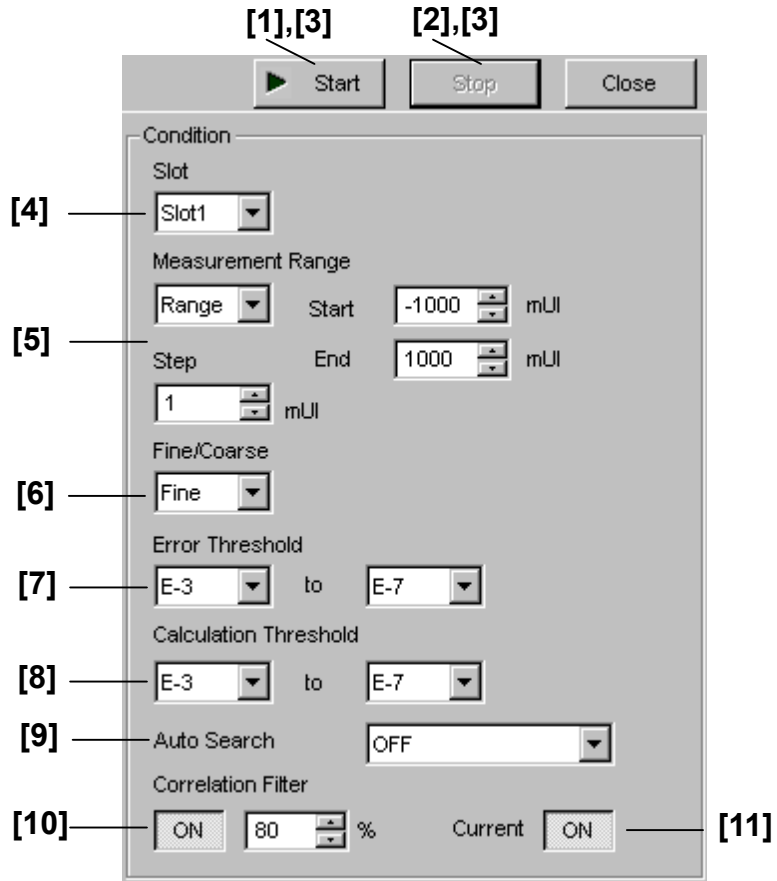 [1],[3] [2],[3]
Start Stop Close
Condition
Slot
[4] Slot1
Measurement Range
Range Start -1000 mUI
[5]
Step End 1000 mUI
1 mUI
Fine/Coarse
[6] Fine
Error Threshold
[7] E-3 to E-7
Calculation Threshold
[8] E-3 to E-7
[9] Auto Search OFF
Correlation Filter
[10] ON 80 % Current ON [11]